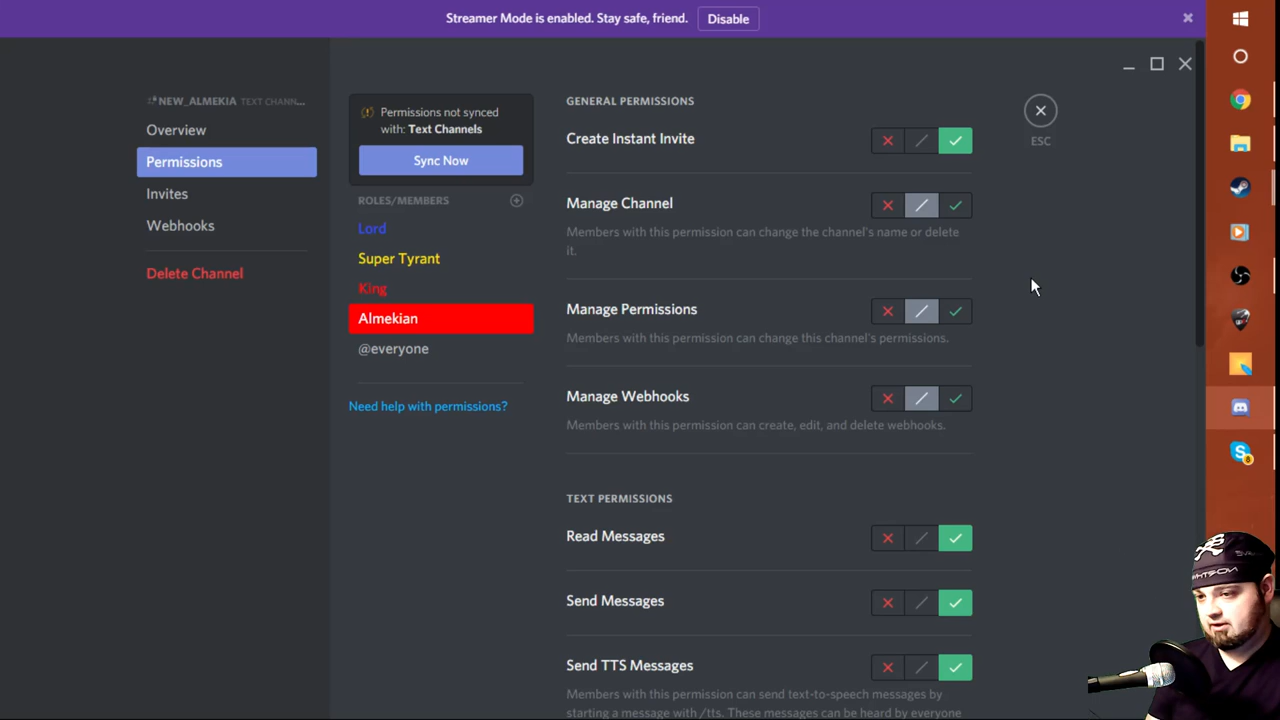 Streamer Mode is enabled. Stay safe, friend.
Disable
NEW_ALMEKIA TEXT CHANN...
Overview
Permissions
Invites
Webhooks
Delete Channel
Permissions not synced
with: Text Channels
Sync Now
ROLES/MEMBERS
Lord
Super Tyrant
King
Almekian
@everyone
Need help with permissions?
GENERAL PERMISSIONS
Create Instant Invite
Manage Channel
Members with this permission can change the channel's name or delete
it.
Manage Permissions
Members with this permission can change this channel's permissions.
Manage Webhooks
Members with this permission can create, edit, and delete webhooks.
TEXT PERMISSIONS
Read Messages
Send Messages
Send TTS Messages
Members with this permission can send text-to-speech messages by
starting a message with /tts. These messages can be heard by everyone
ESC